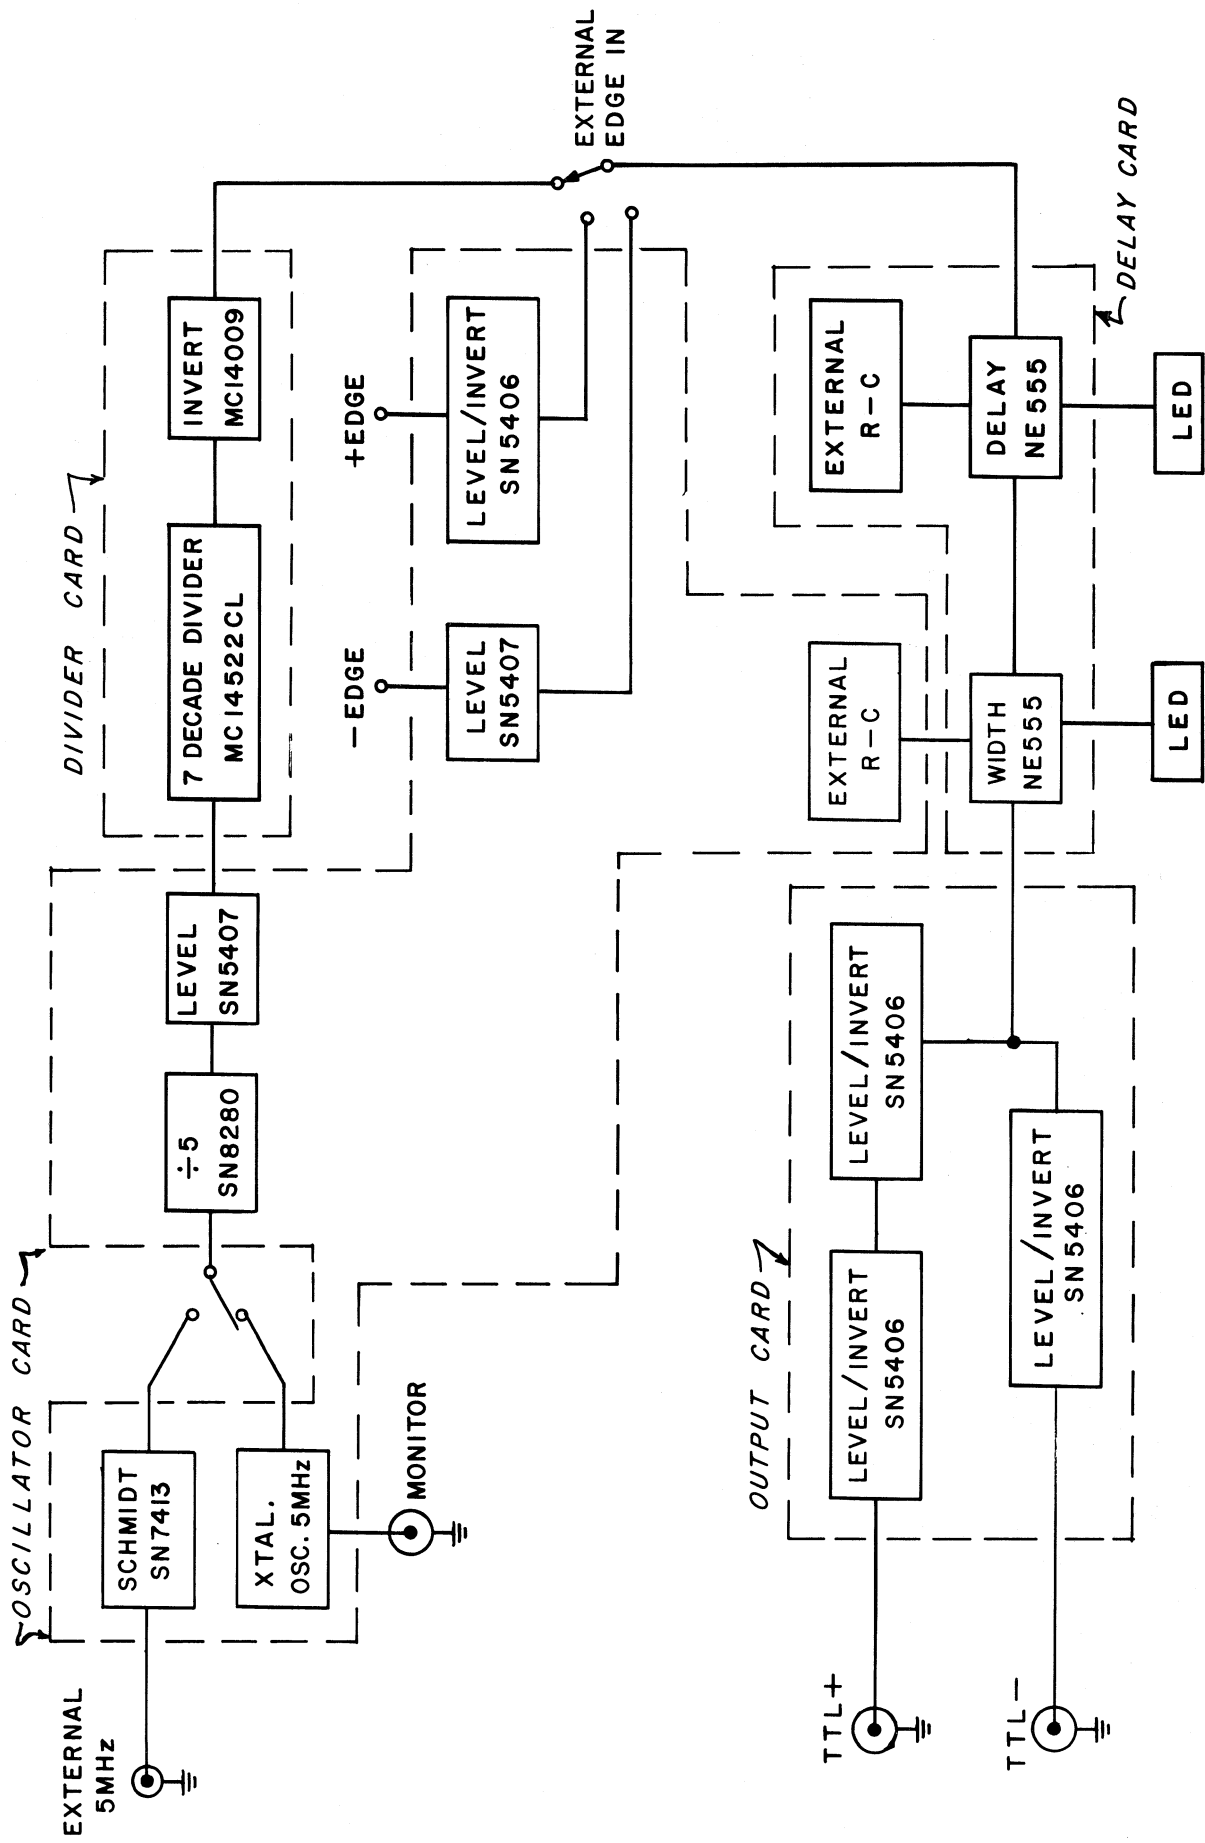 OSCILLATOR CARD
EXTERNAL
5MHz
SCHMIDT
SN7413
XTAL.
OSC. 5MHz
MONITOR
÷5
SN8280
LEVEL
SN5407
DIVIDER CARD
7 DECADE DIVIDER
MC14522CL
INVERT
MC14009
-EDGE
LEVEL
SN5407
+EDGE
LEVEL/INVERT
SN5406
EXTERNAL
EDGE IN
OUTPUT CARD
TTL+
LEVEL/INVERT
SN5406
LEVEL/INVERT
SN5406
TTL-
LEVEL/INVERT
SN5406
EXTERNAL
R-C
WIDTH
NE555
LED
EXTERNAL
R-C
DELAY
NE555
LED
DELAY CARD